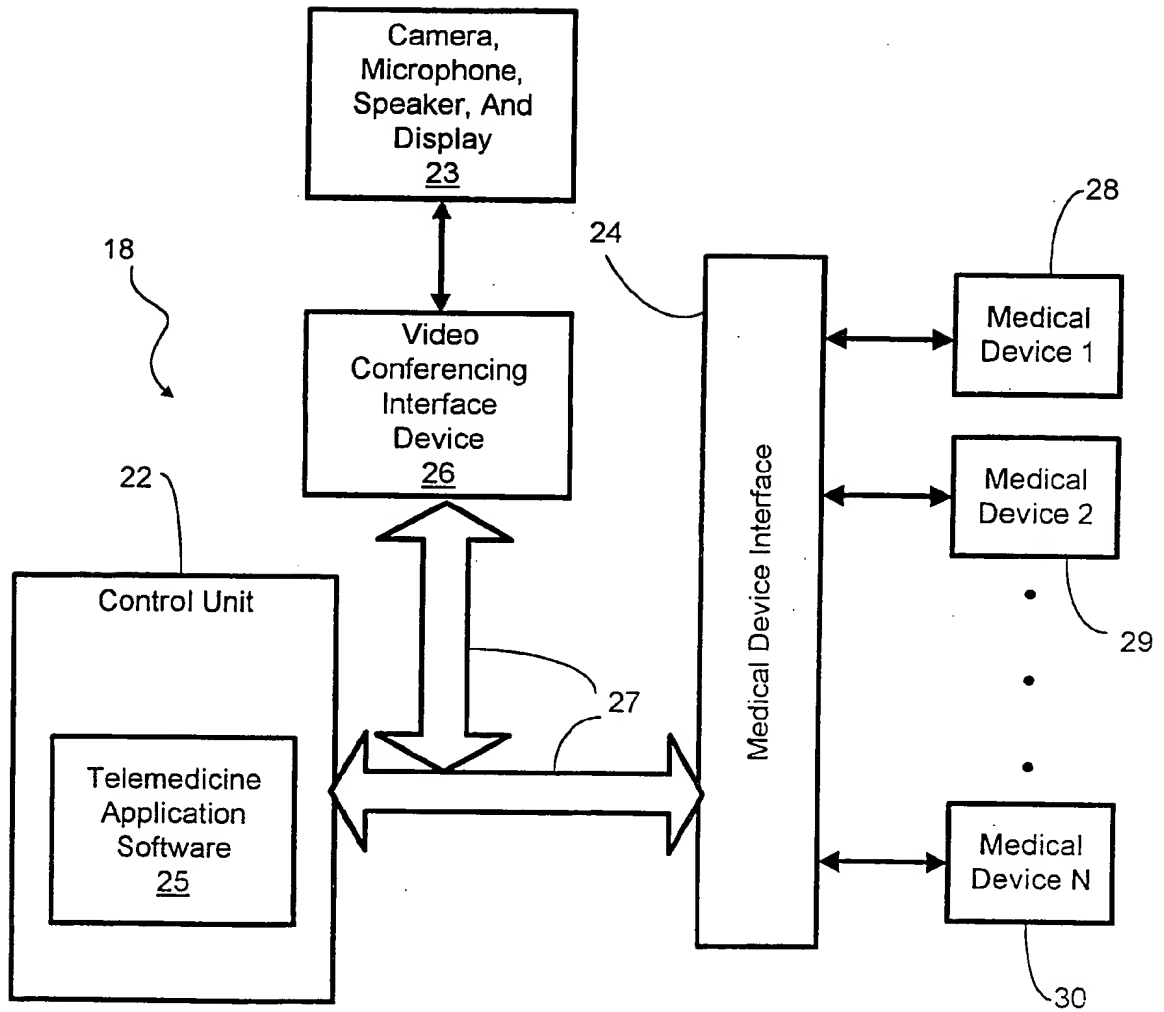 Camera,
Microphone,
Speaker, And
Display
23
18
24
28
Medical
Device 1
Video
Conferencing
Interface
Device
26
22
Medical
Device 2
29
Control Unit
Medical Device Interface
27
Telemedicine
Application
Software
25
Medical
Device N
30